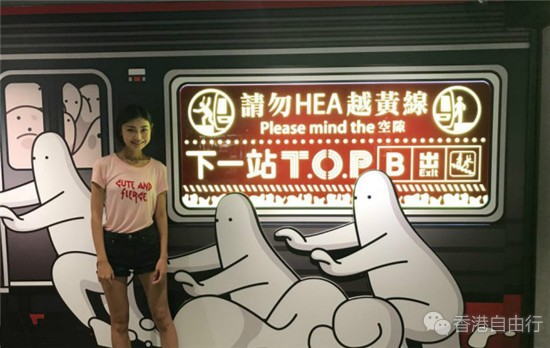 請勿HEA越黃線
Please mind the 空隙
下一站T.O.P B 出
Exit
CUTE AND
FIERCE
香港自由行